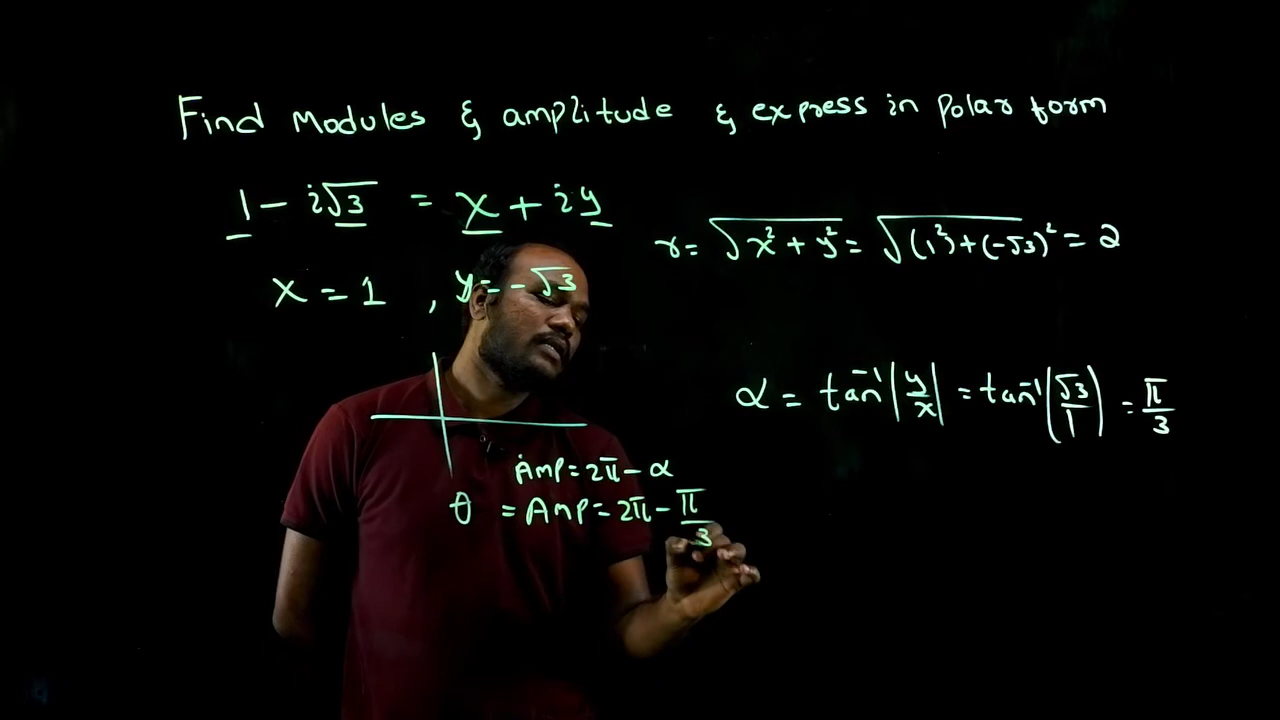 Find Modules & amplitude & express in polar form
1 - i√3 = x + iy
r = √x² + y² = √(1²)+(-√3)² = 2
x = 1 , y = -√3
α = tan⁻¹|y/x| = tan⁻¹|√3/1| = π/3
Amp = 2π - α
θ = Amp = 2π - π/3